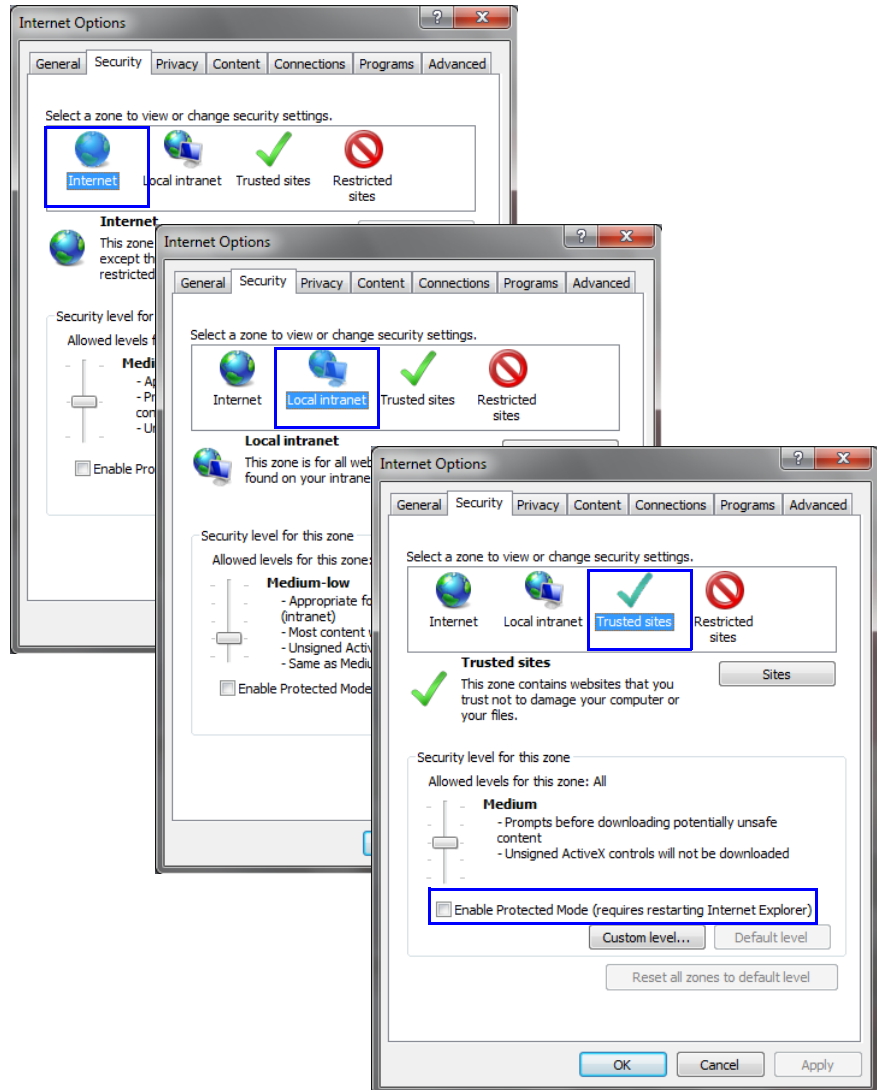 Internet Options
?
X
General Security Privacy Content Connections Programs Advanced
Select a zone to view or change security settings.
Internet Local intranet Trusted sites Restricted
sites
Internet
This zone
except th
restricted
Security level for
Allowed levels f
Medi
- Ap
- Pr
con
- Un
Enable Pro
Internet Options
?
X
General Security Privacy Content Connections Programs Advanced
Select a zone to view or change security settings.
Internet Local intranet Trusted sites Restricted
sites
Local intranet
This zone is for all web
found on your intrane
Security level for this zone
Allowed levels for this zone:
Medium-low
- Appropriate fo
(intranet)
- Most content w
- Unsigned Activ
- Same as Mediu
Enable Protected Mode
Internet Options
?
X
General Security Privacy Content Connections Programs Advanced
Select a zone to view or change security settings.
Internet Local intranet Trusted sites Restricted
sites
Trusted sites
This zone contains websites that you
trust not to damage your computer or
your files.
Sites
Security level for this zone
Allowed levels for this zone: All
Medium
- Prompts before downloading potentially unsafe
content
- Unsigned ActiveX controls will not be downloaded
Enable Protected Mode (requires restarting Internet Explorer)
Custom level... Default level
Reset all zones to default level
OK Cancel Apply